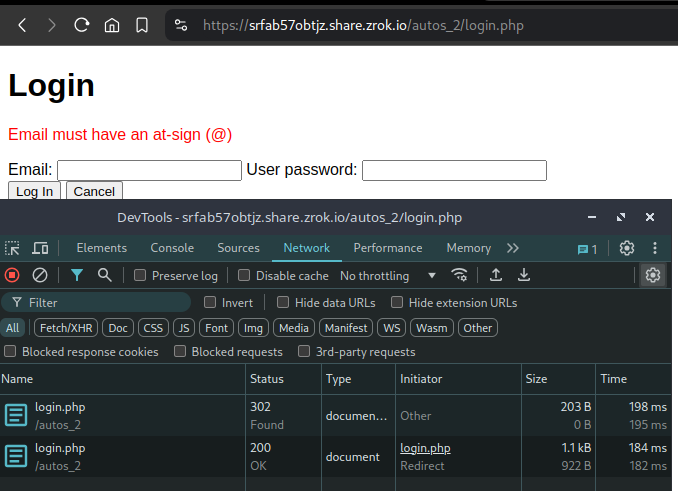 https://srfab57obtjz.share.zrok.io/autos_2/login.php
Login
Email must have an at-sign (@)
Email: User password:
Log In Cancel
DevTools - srfab57obtjz.share.zrok.io/autos_2/login.php
Elements Console Sources Network Performance Memory 1
Preserve log Disable cache No throttling
Filter Invert Hide data URLs Hide extension URLs
All Fetch/XHR Doc CSS JS Font Img Media Manifest WS Wasm Other
Blocked response cookies Blocked requests 3rd-party requests
Name Status Type Initiator Size Time
login.php 302 documen... Other 203 B 198 ms
/autos_2 Found 0 B 195 ms
login.php 200 document login.php 1.1 kB 184 ms
/autos_2 OK Redirect 922 B 182 ms